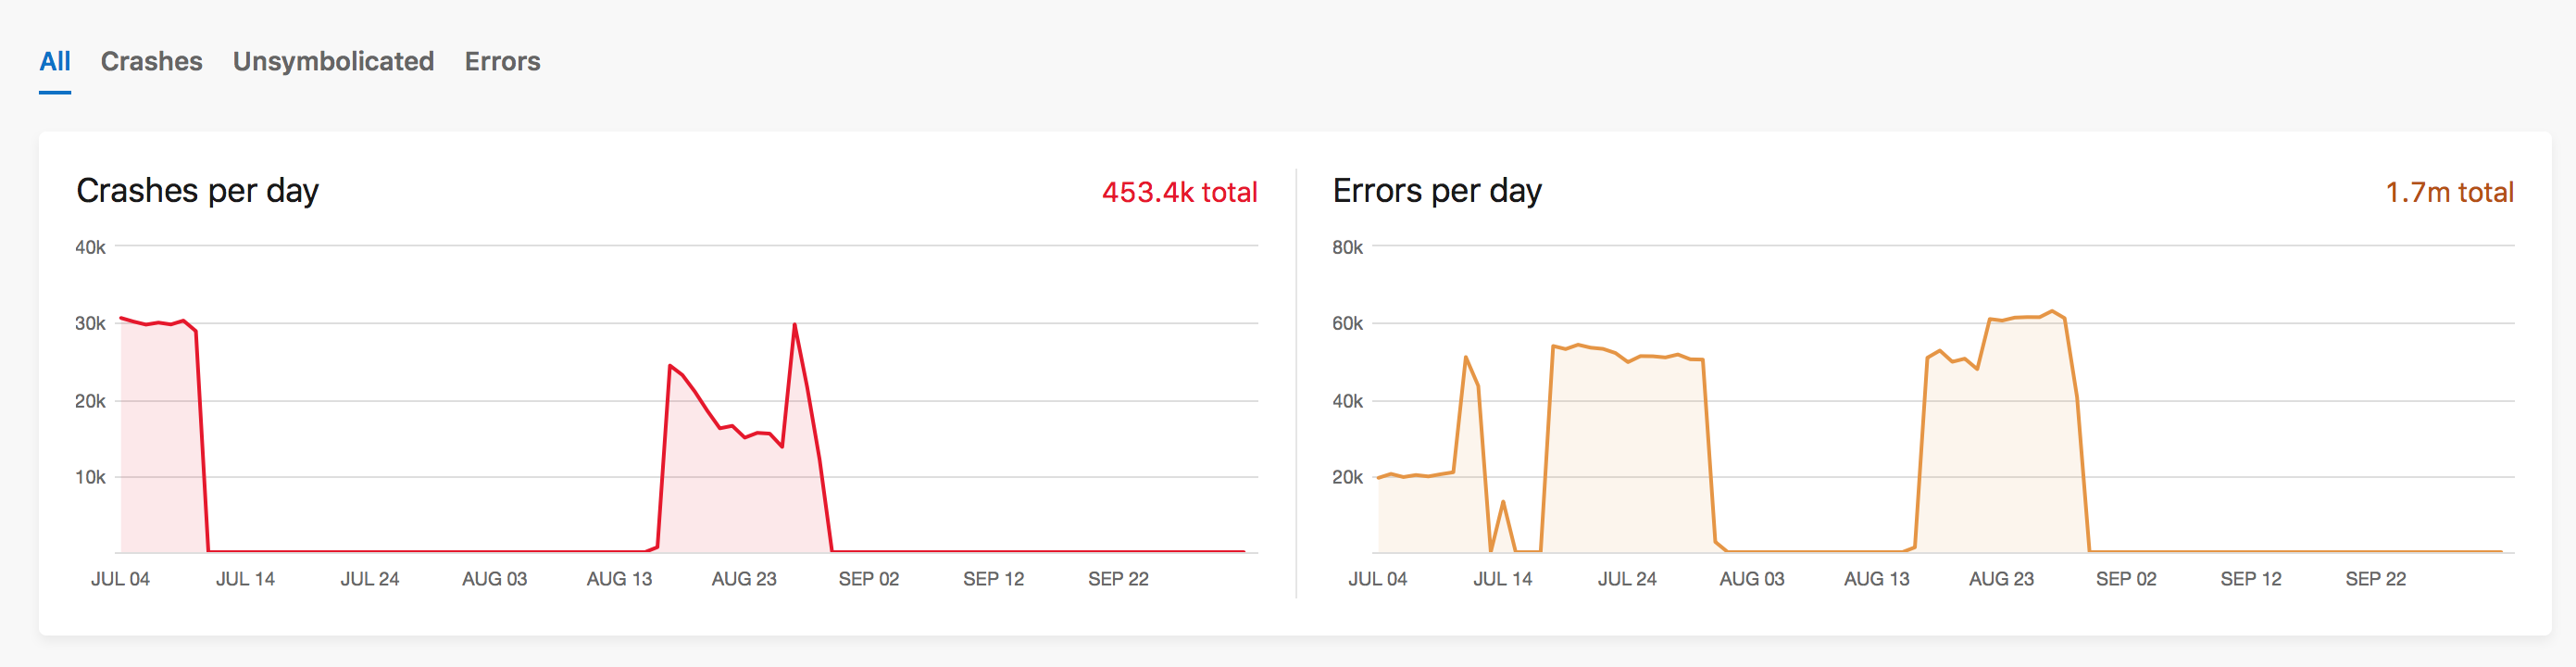 All Crashes Unsymbolicated Errors
Crashes per day 453.4k total
40k
30k
20k
10k
JUL 04 JUL 14 JUL 24 AUG 03 AUG 13 AUG 23 SEP 02 SEP 12 SEP 22
Errors per day 1.7m total
80k
60k
40k
20k
JUL 04 JUL 14 JUL 24 AUG 03 AUG 13 AUG 23 SEP 02 SEP 12 SEP 22